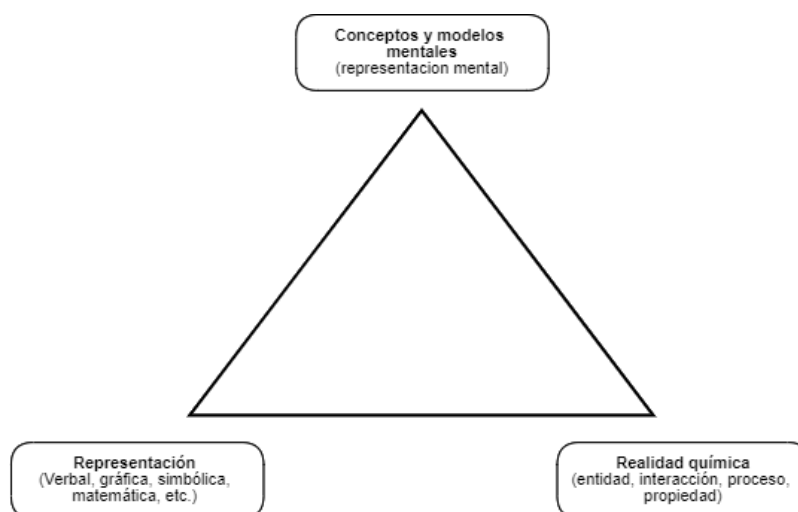 Conceptos y modelos
mentales
(representacion mental)
Representación
(Verbal, gráfica, simbólica,
matemática, etc.)
Realidad química
(entidad, interacción, proceso,
propiedad)